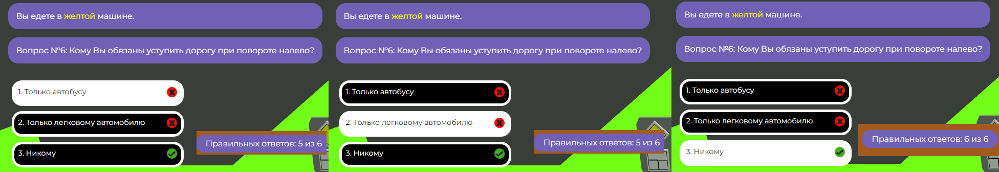 Вы едете в желтой машине.
Вопрос №6: Кому Вы обязаны уступить дорогу при повороте налево?
1. Только автобусу
2. Только легковому автомобилю
Правильных ответов: 5 из 6
3. Никому
Вы едете в желтой машине.
Вопрос №6: Кому Вы обязаны уступить дорогу при повороте налево?
1. Только автобусу
2. Только легковому автомобилю
Правильных ответов: 5 из 6
3. Никому
Вы едете в желтой машине.
Вопрос №6: Кому Вы обязаны уступить дорогу при повороте налево?
1. Только автобусу
2. Только легковому автомобилю
Правильных ответов: 6 из 6
3. Никому